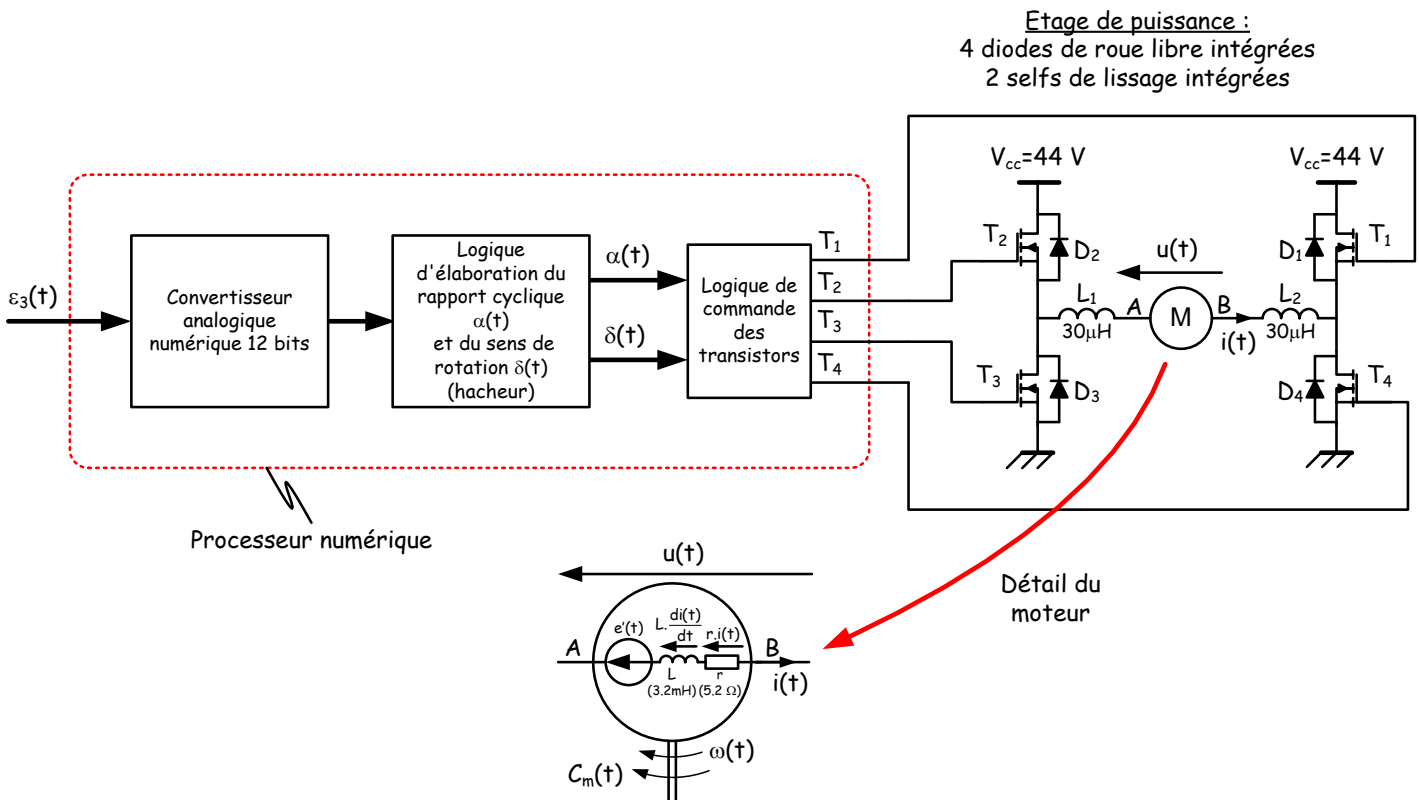 Etage de puissance :
4 diodes de roue libre intégrées
2 selfs de lissage intégrées
ε3(t)
Convertisseur
analogique
numérique 12 bits
Logique
d'élaboration du
rapport cyclique
α(t)
et du sens de
rotation δ(t)
(hacheur)
α(t)
δ(t)
Logique de
commande
des
transistors
T1
T2
T3
T4
Vcc=44 V
Vcc=44 V
T2
D2
D1
T1
u(t)
L1
A
M
B
L2
30µH
i(t)
30µH
T3
D3
D4
T4
Processeur numérique
Détail du
moteur
u(t)
e'(t)
L.di(t)/dt
r.i(t)
A
B
L
r
(3.2mH)
(5.2 Ω)
i(t)
ω(t)
Cm(t)